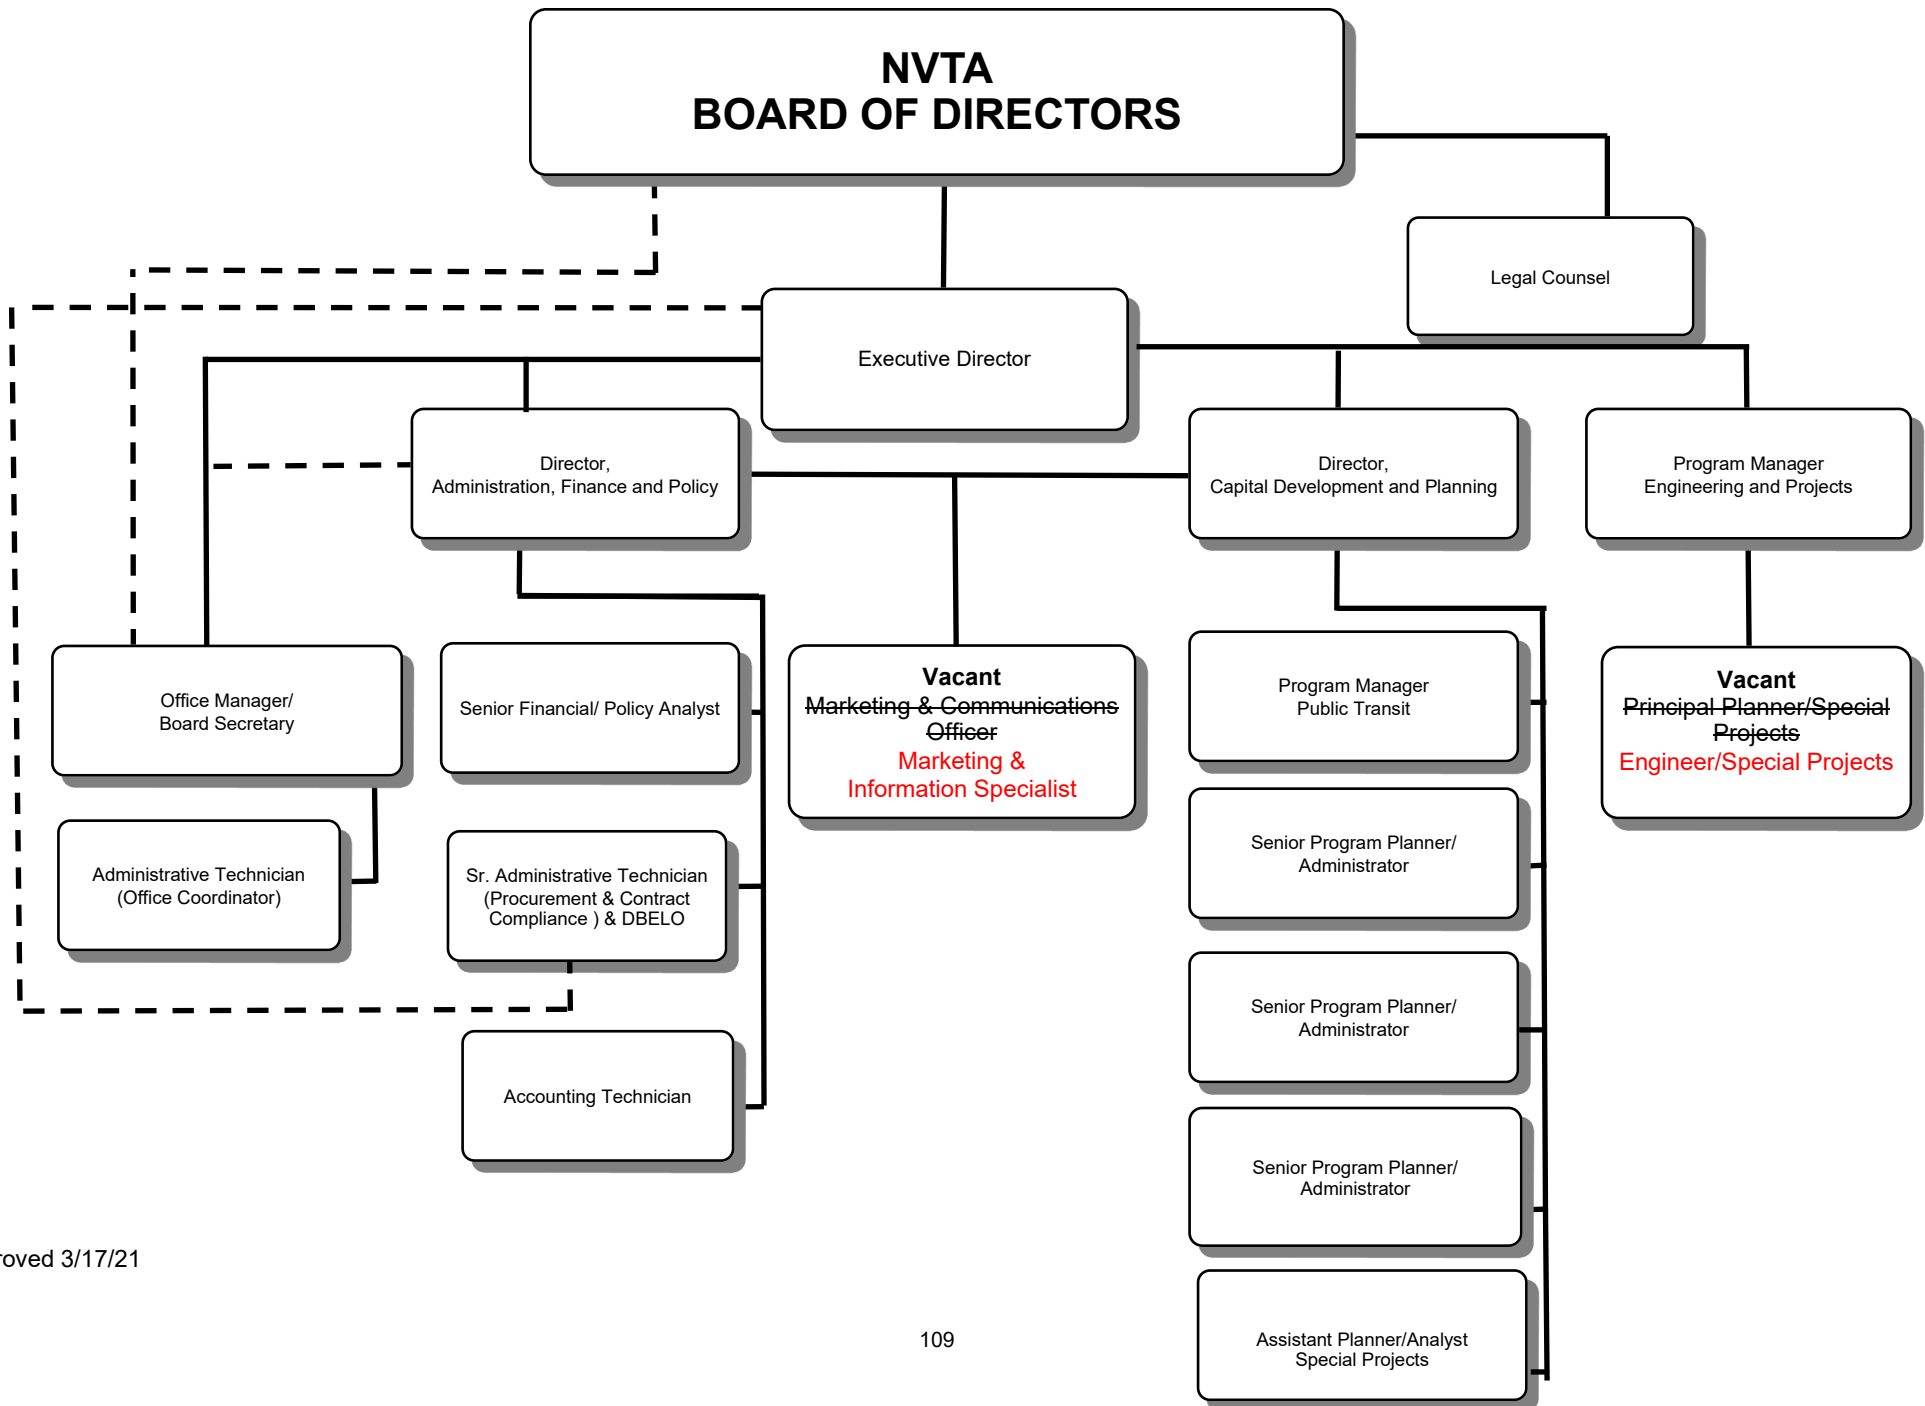 NVTA
BOARD OF DIRECTORS
Legal Counsel
Executive Director
Director,
Administration, Finance and Policy
Director,
Capital Development and Planning
Program Manager
Engineering and Projects
Office Manager/
Board Secretary
Senior Financial/ Policy Analyst
Vacant
Marketing & Communications
Officer
Marketing &
Information Specialist
Program Manager
Public Transit
Vacant
Principal Planner/Special
Projects
Engineer/Special Projects
Administrative Technician
(Office Coordinator)
Sr. Administrative Technician
(Procurement & Contract
Compliance ) & DBELO
Senior Program Planner/
Administrator
Senior Program Planner/
Administrator
Accounting Technician
Senior Program Planner/
Administrator
roved 3/17/21
Assistant Planner/Analyst
Special Projects
109